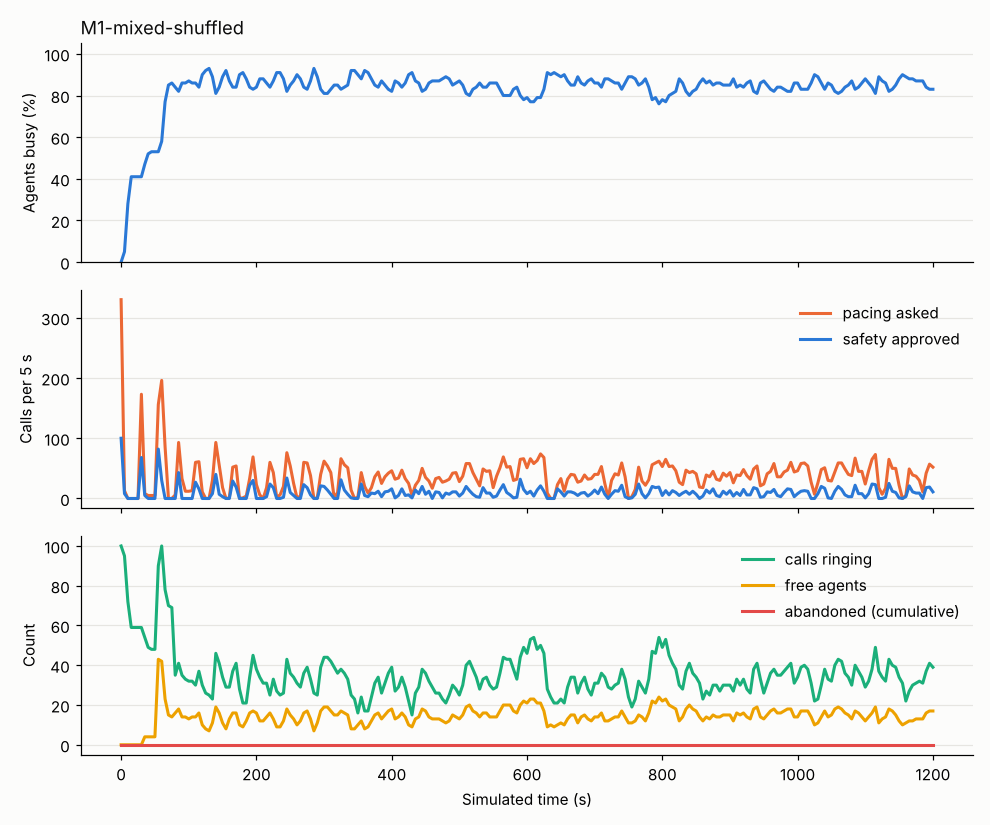 M1-mixed-shuffled
Agents busy (%)
100
80
60
40
20
0
Calls per 5 s
300
200
100
0
pacing asked
safety approved
Count
100
80
60
40
20
0
calls ringing
free agents
abandoned (cumulative)
0
200
400
600
800
1000
1200
Simulated time (s)